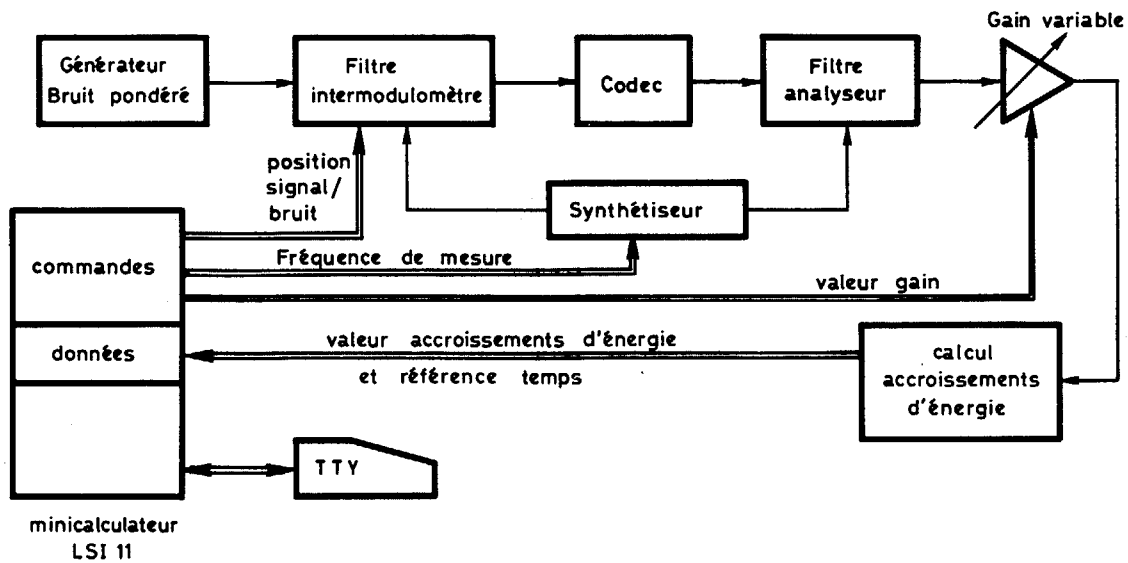 Gain variable
Générateur
Bruit pondéré
Filtre
intermodulomètre
Codec
Filtre
analyseur
position
signal/
bruit
Synthétiseur
commandes
Fréquence de mesure
valeur gain
données
valeur accroissements d'énergie
et référence temps
calcul
accroissements
d'énergie
TTY
minicalculateur
LSI 11